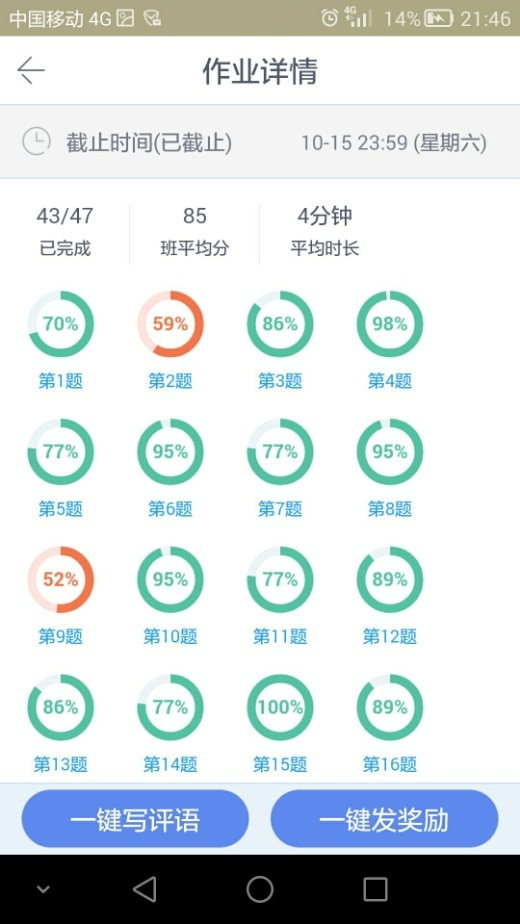 中国移动 4G 4G 14% 21:46
作业详情
截止时间(已截止) 10-15 23:59 (星期六)
43/47 85 4分钟
已完成 班平均分 平均时长
70% 59% 86% 98%
第1题 第2题 第3题 第4题
77% 95% 77% 95%
第5题 第6题 第7题 第8题
52% 95% 77% 89%
第9题 第10题 第11题 第12题
86% 77% 100% 89%
第13题 第14题 第15题 第16题
一键写评语 一键发奖励